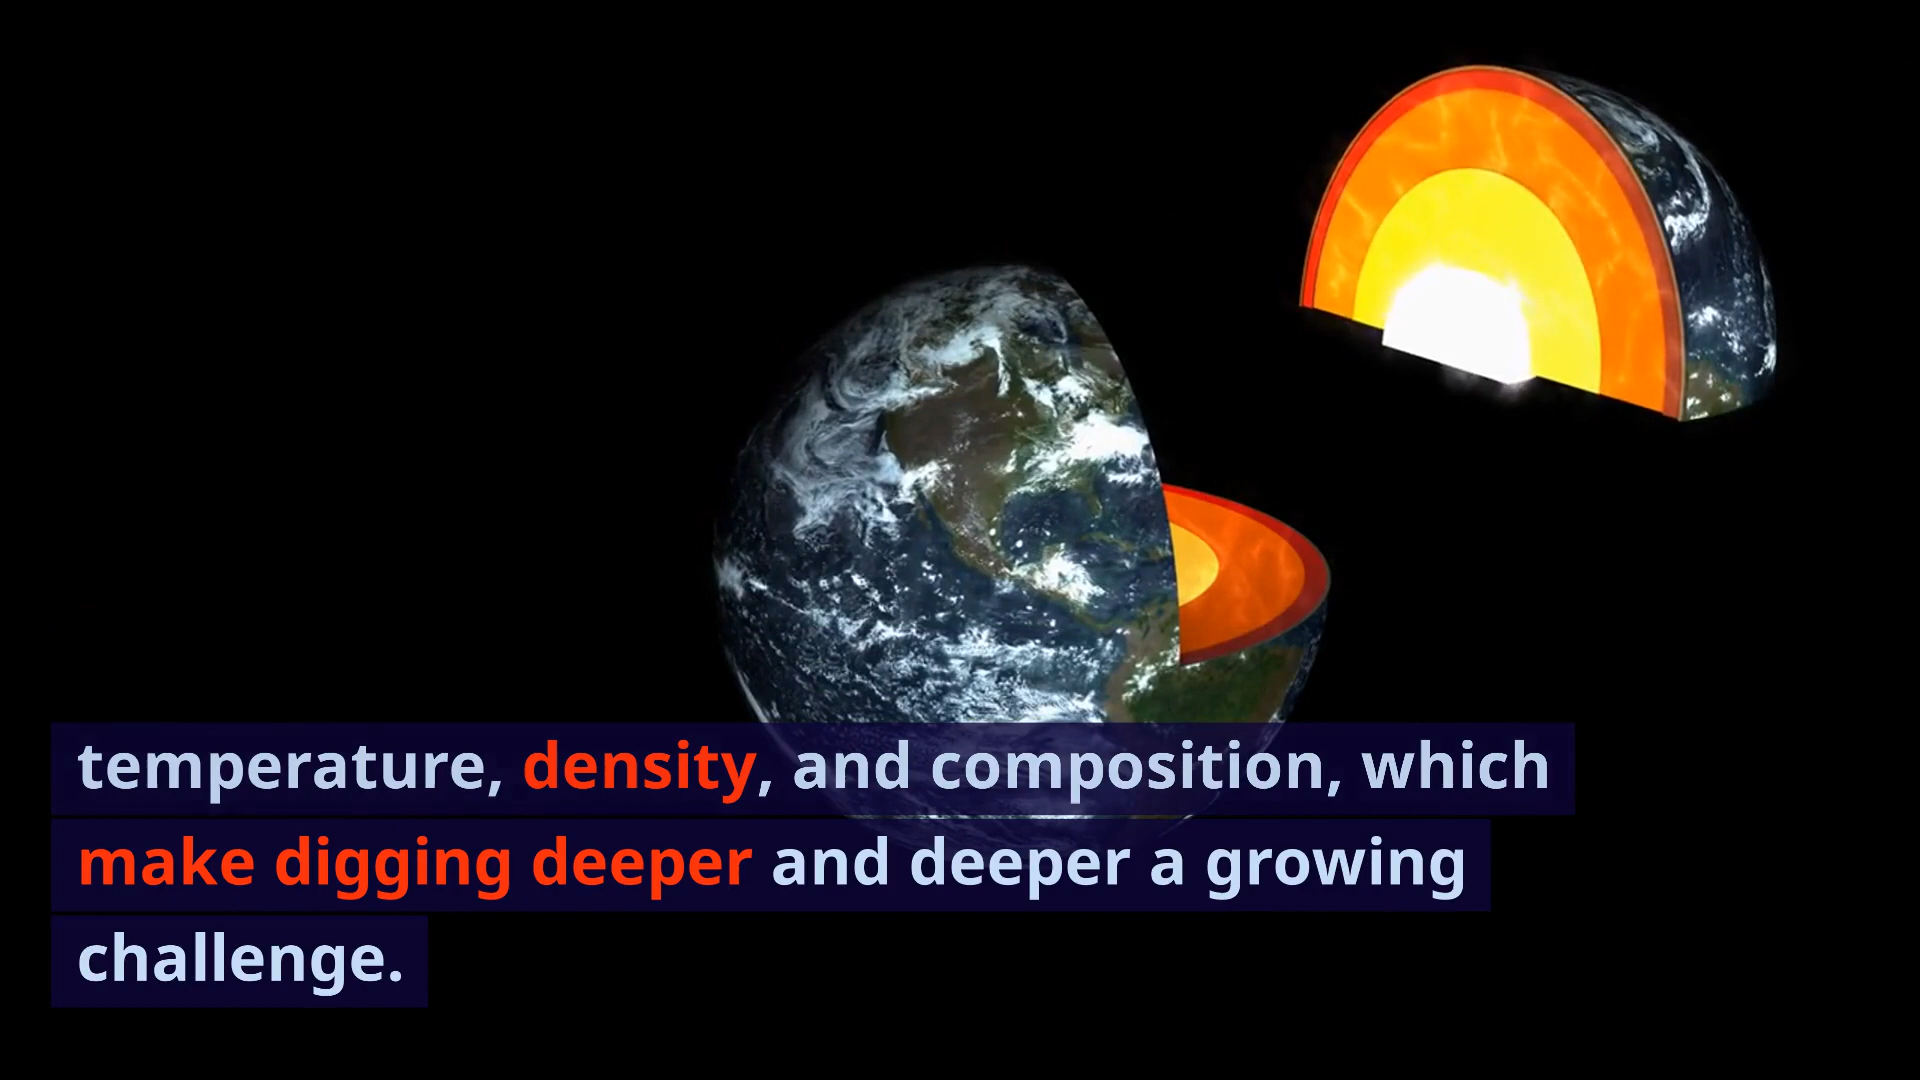 temperature, density, and composition, which
make digging deeper and deeper a growing
challenge.